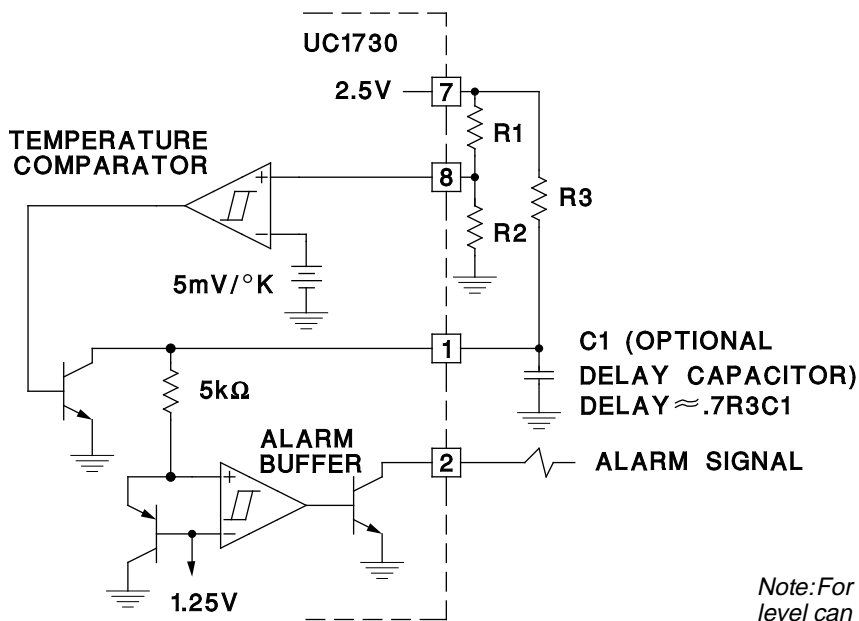 UC1730
2.5V
7
R1
TEMPERATURE
COMPARATOR
+
8
R3
R2
−
5mV/°K
1
C1 (OPTIONAL
DELAY CAPACITOR)
DELAY ≈ .7R3C1
5kΩ
ALARM
BUFFER
2
ALARM SIGNAL
+
−
1.25V
Note: For
level can